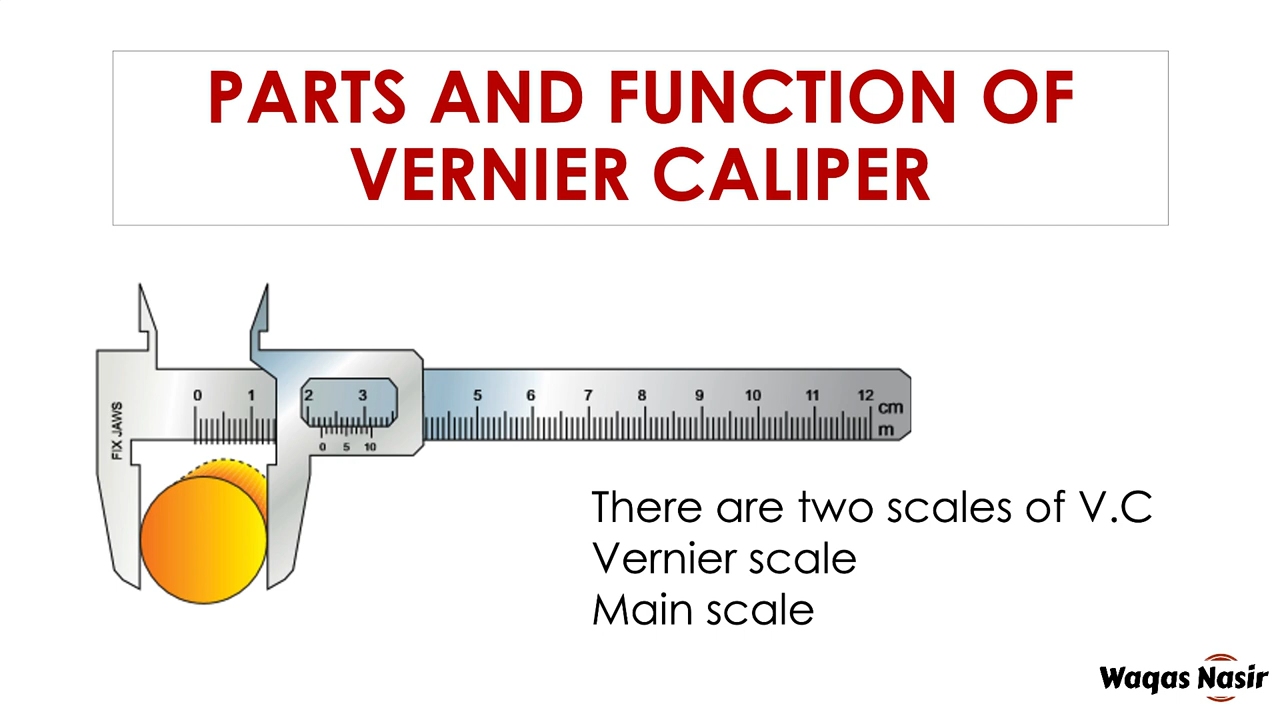 PARTS AND FUNCTION OF
VERNIER CALIPER
FIX JAWS
0 1 2 3 5 6 7 8 9 10 11 12 cm
m
0 5 10
There are two scales of V.C
Vernier scale
Main scale
Waqas Nasir